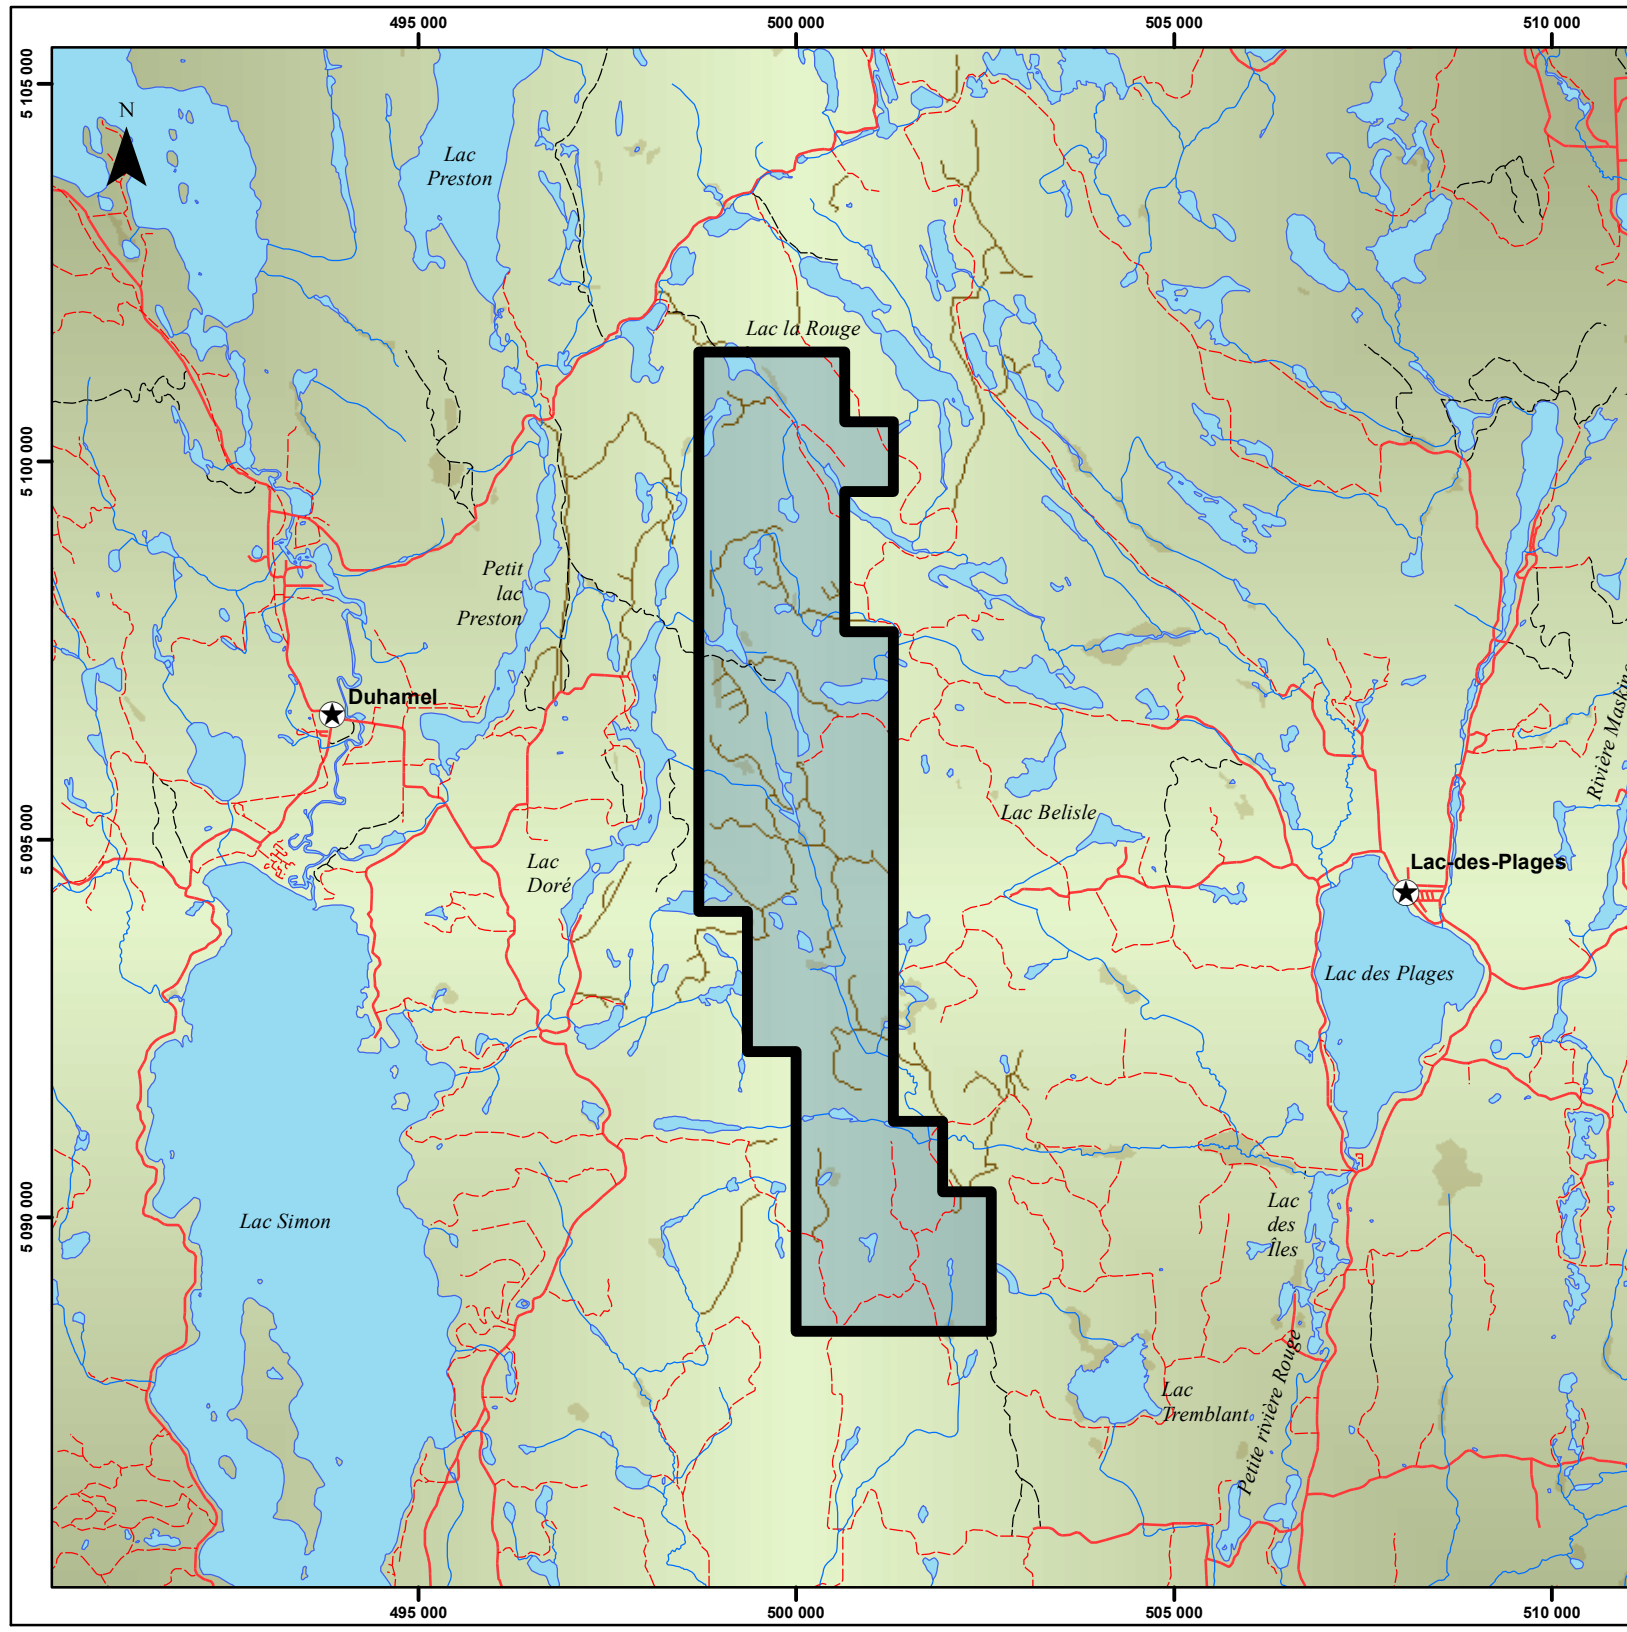 495 000
500 000
505 000
510 000
5 105 000
N
Lac
Preston
Lac la Rouge
5 100 000
Petit
lac
Preston
Duhamel
Rivière Maskin
Lac Belisle
5 095 000
Lac
Doré
Lac-des-Plages
Lac des Plages
5 090 000
Lac Simon
Lac
des
Îles
Petite rivière Rouge
Lac
Tremblant
495 000
500 000
505 000
510 000